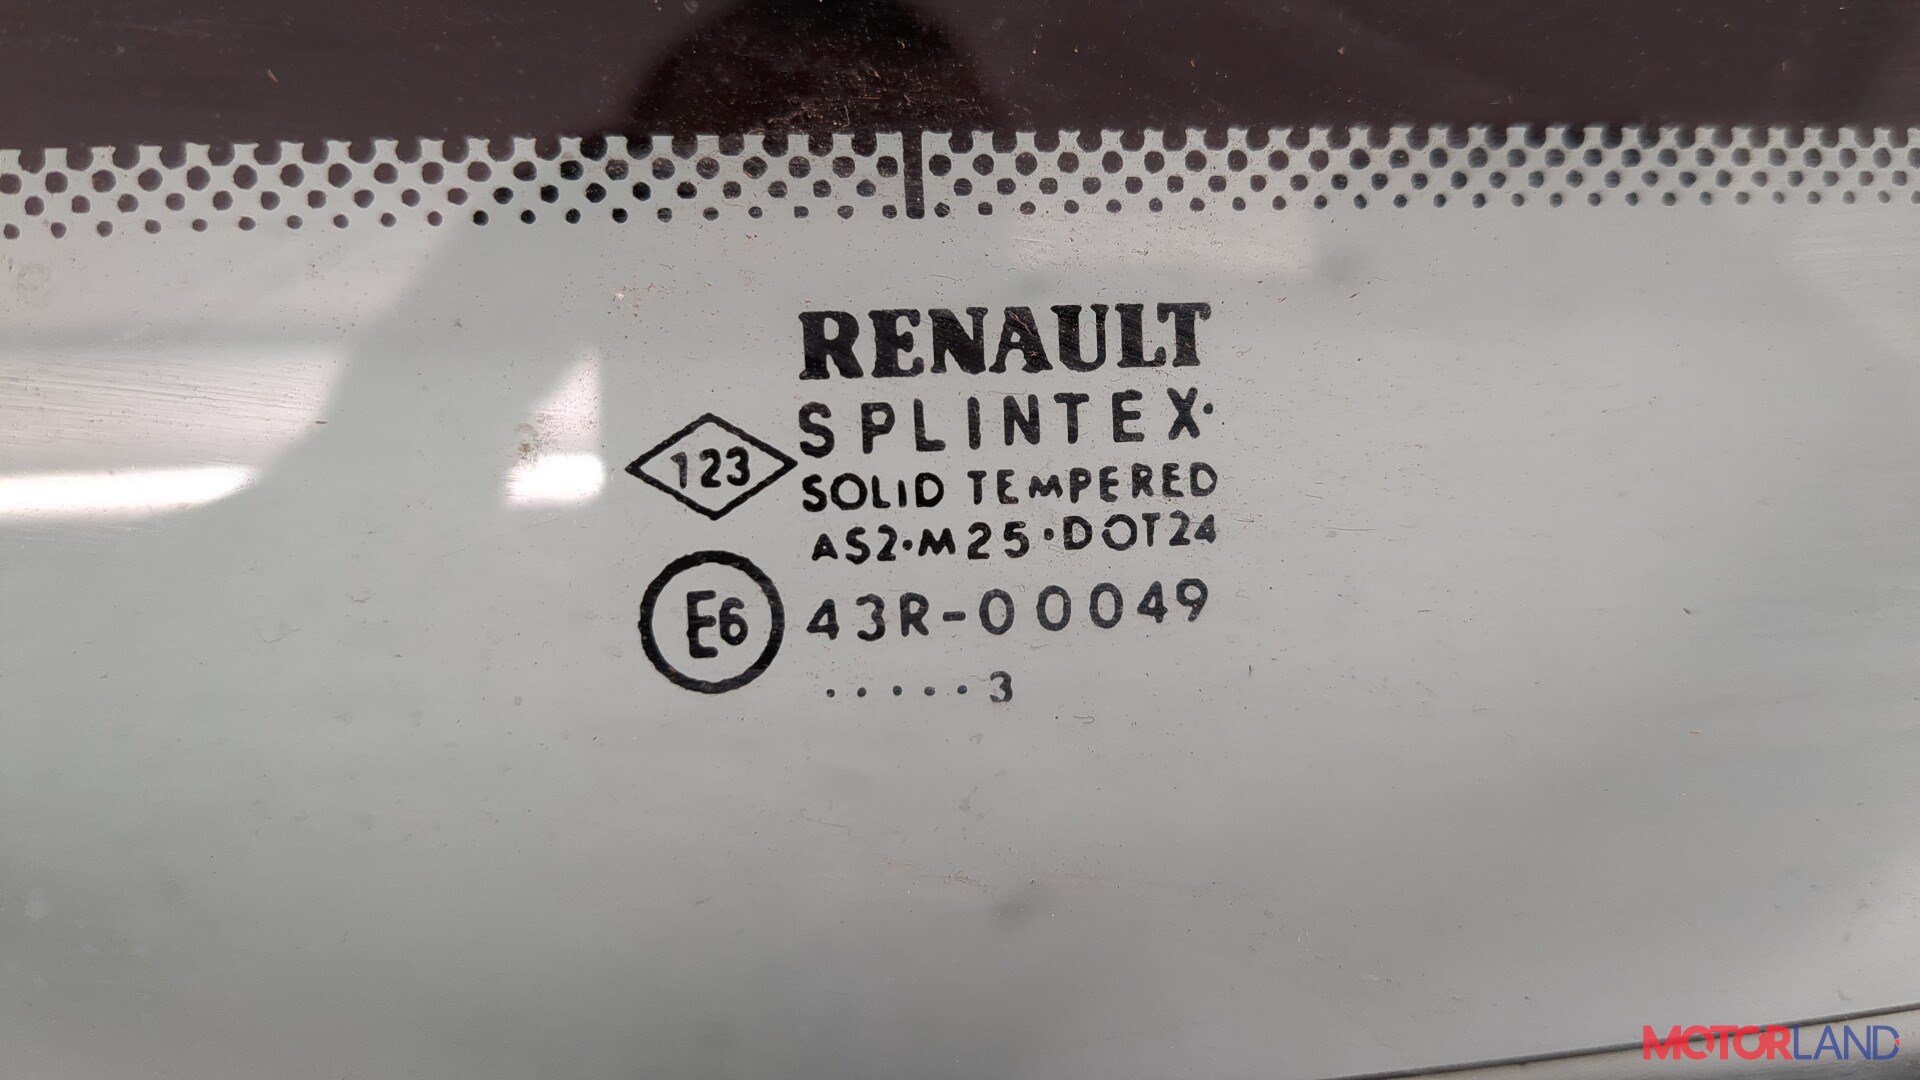 RENAULT
SPLINTEX·
123
SOLID TEMPERED
AS2·M25·DOT24
E6 43R-00049
·····3
MOTORLAND